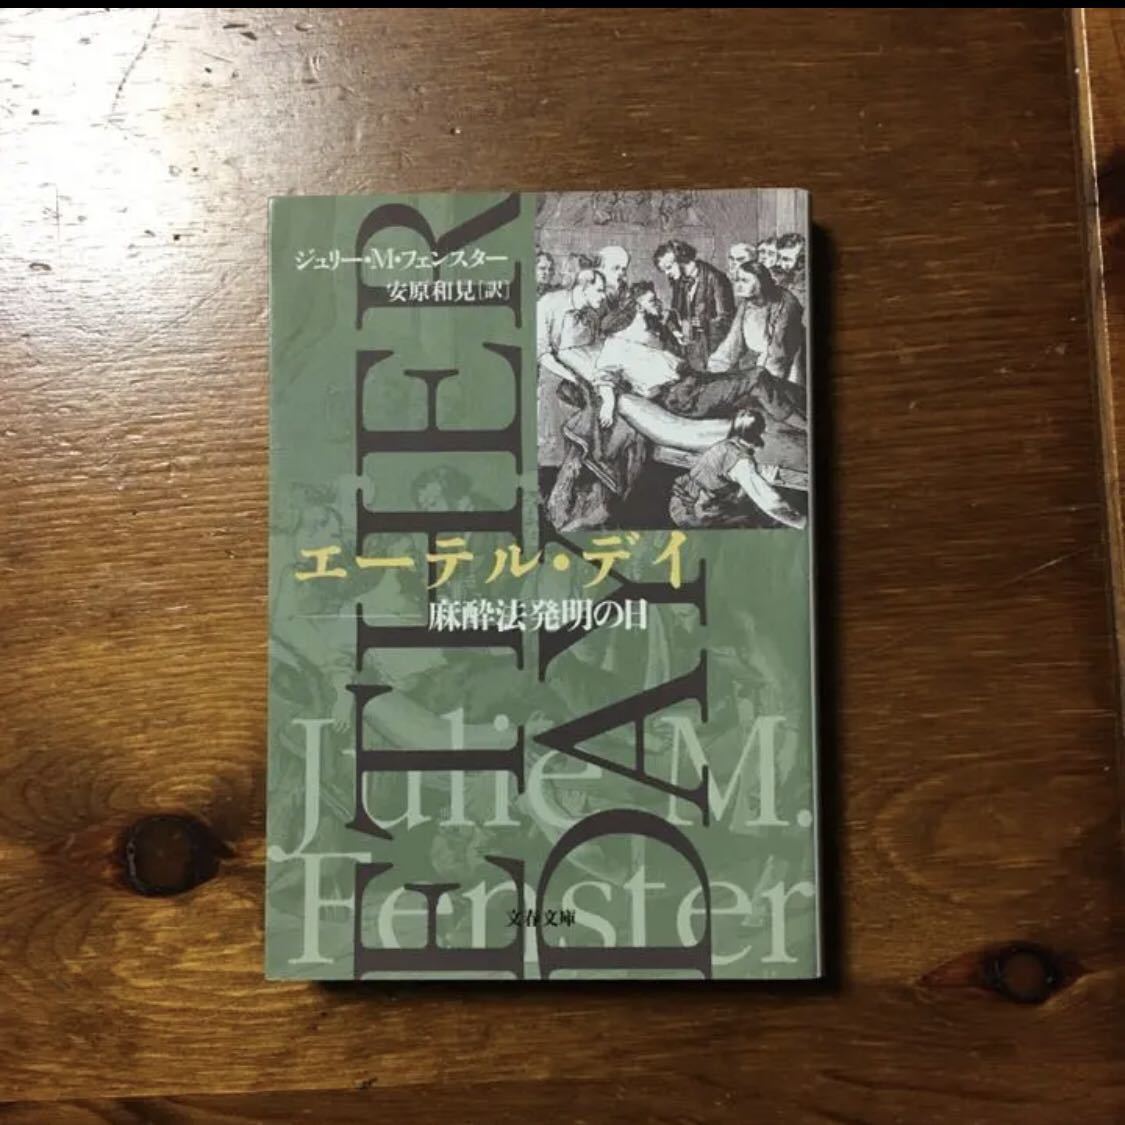 ジュリー・M・フェンスター
安原和見[訳]
ETHER
DAY
エーテル・デイ
麻酔法発明の日
Julie M.
Fenster
文春文庫